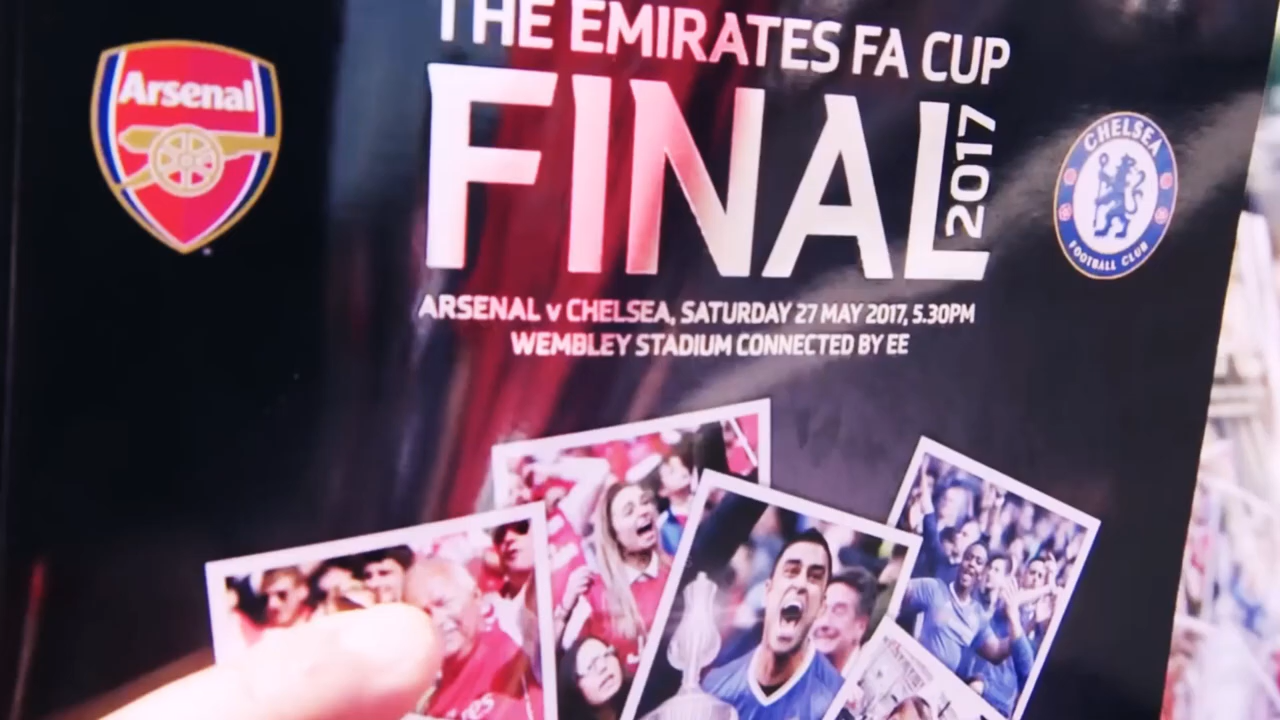 THE EMIRATES FA CUP
FINAL
2017
Arsenal
CHELSEA
FOOTBALL CLUB
ARSENAL v CHELSEA, SATURDAY 27 MAY 2017, 5.30PM
WEMBLEY STADIUM CONNECTED BY EE